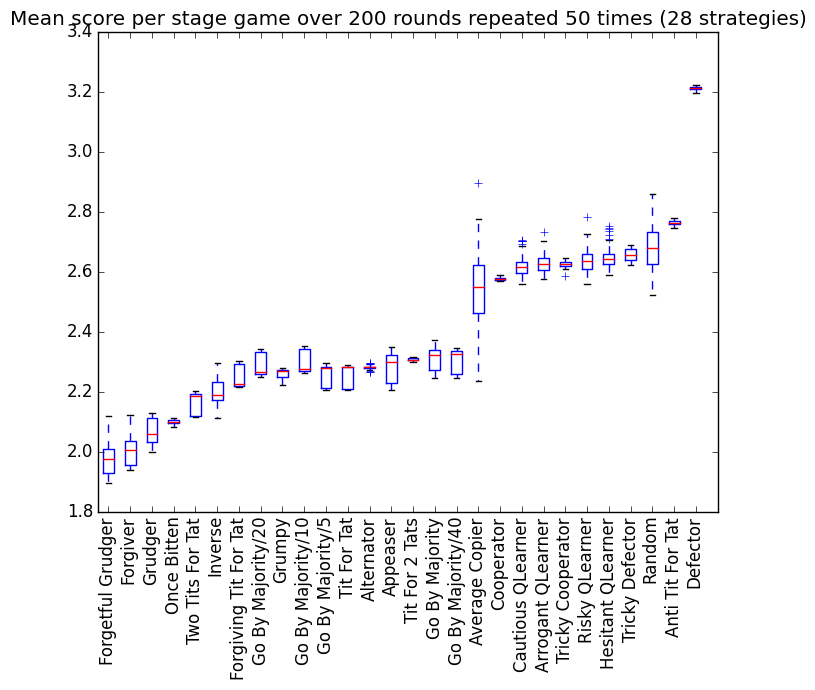 Mean score per stage game over 200 rounds repeated 50 times (28 strategies)
3.4
3.2
3.0
2.8
2.6
2.4
2.2
2.0
1.8
Forgetful Grudger
Forgiver
Grudger
Once Bitten
Two Tits For Tat
Inverse
Forgiving Tit For Tat
Go By Majority/20
Grumpy
Go By Majority/10
Go By Majority/5
Tit For Tat
Alternator
Appeaser
Tit For 2 Tats
Go By Majority
Go By Majority/40
Average Copier
Cooperator
Cautious QLearner
Arrogant QLearner
Tricky Cooperator
Risky QLearner
Hesitant QLearner
Tricky Defector
Random
Anti Tit For Tat
Defector